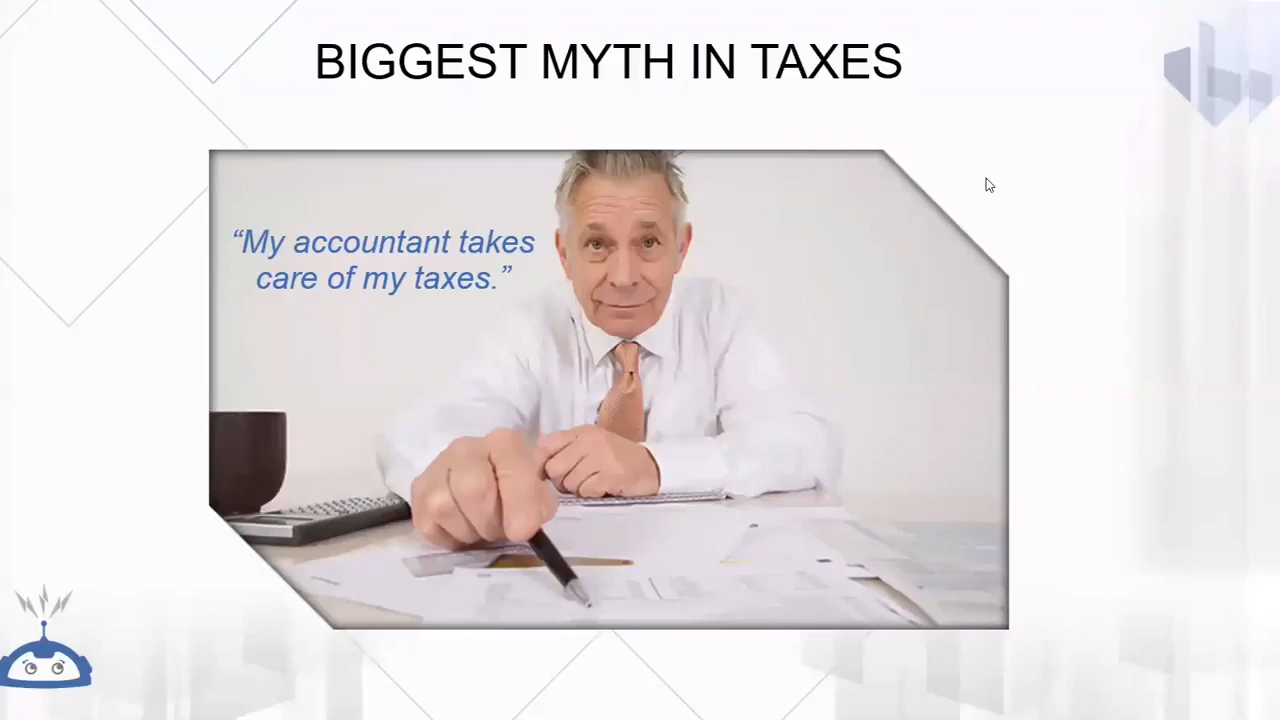 BIGGEST MYTH IN TAXES
“My accountant takes
care of my taxes.”